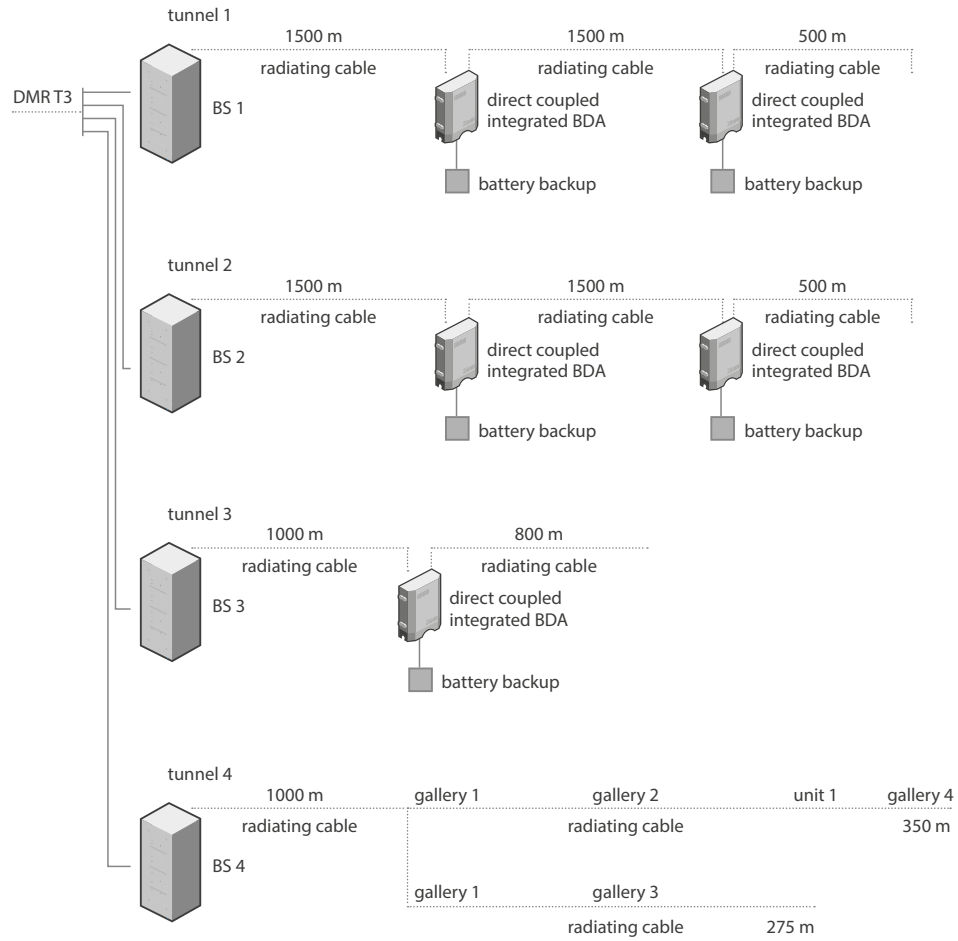 tunnel 1
1500 m
1500 m
500 m
radiating cable
radiating cable
radiating cable
DMR T3
BS 1
direct coupled
integrated BDA
direct coupled
integrated BDA
battery backup
battery backup
tunnel 2
1500 m
1500 m
500 m
radiating cable
radiating cable
radiating cable
BS 2
direct coupled
integrated BDA
direct coupled
integrated BDA
battery backup
battery backup
tunnel 3
1000 m
800 m
radiating cable
radiating cable
BS 3
direct coupled
integrated BDA
battery backup
tunnel 4
1000 m
gallery 1
gallery 2
unit 1
gallery 4
radiating cable
radiating cable
350 m
BS 4
gallery 1
gallery 3
radiating cable
275 m